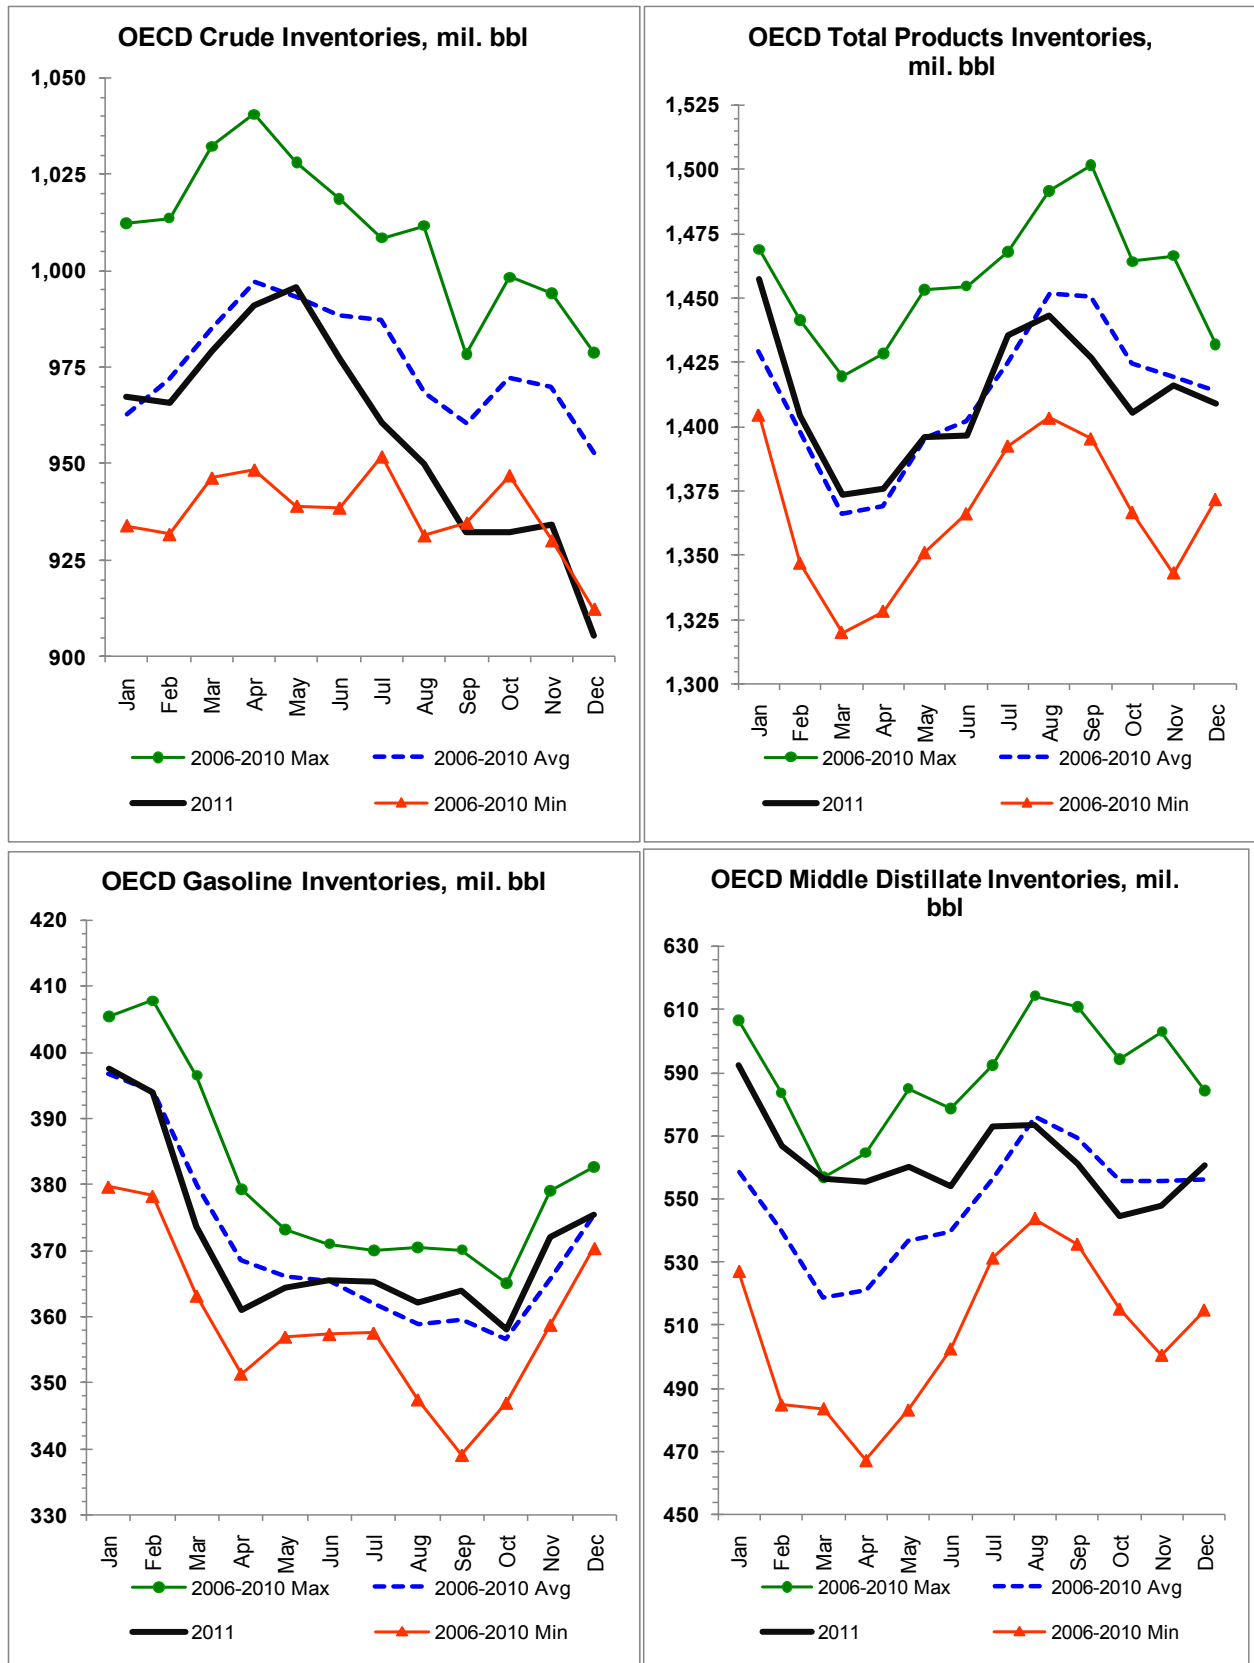 OECD Crude Inventories, mil. bbl
1,050
1,025
1,000
975
950
925
900
Jan
Feb
Mar
Apr
May
Jun
Jul
Aug
Sep
Oct
Nov
Dec
2006-2010 Max
2006-2010 Avg
2011
2006-2010 Min
OECD Total Products Inventories,
mil. bbl
1,525
1,500
1,475
1,450
1,425
1,400
1,375
1,350
1,325
1,300
Jan
Feb
Mar
Apr
May
Jun
Jul
Aug
Sep
Oct
Nov
Dec
2006-2010 Max
2006-2010 Avg
2011
2006-2010 Min
OECD Gasoline Inventories, mil. bbl
420
410
400
390
380
370
360
350
340
330
Jan
Feb
Mar
Apr
May
Jun
Jul
Aug
Sep
Oct
Nov
Dec
2006-2010 Max
2006-2010 Avg
2011
2006-2010 Min
OECD Middle Distillate Inventories, mil.
bbl
630
610
590
570
550
530
510
490
470
450
Jan
Feb
Mar
Apr
May
Jun
Jul
Aug
Sep
Oct
Nov
Dec
2006-2010 Max
2006-2010 Avg
2011
2006-2010 Min